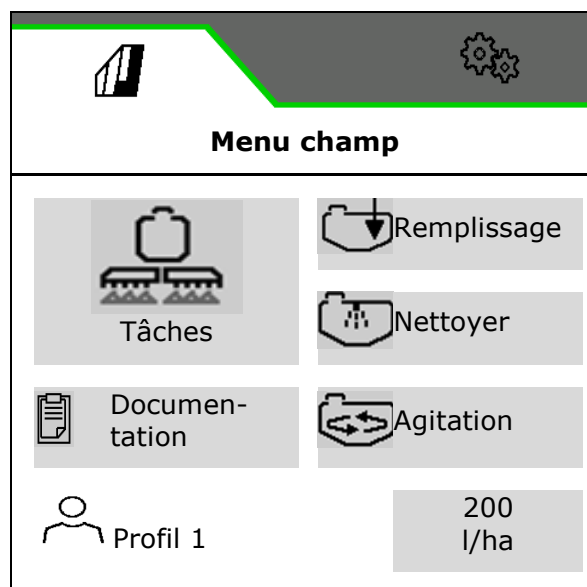 Menu champ
Remplissage
Tâches
Nettoyer
Documen-
tation
Agitation
Profil 1
200
l/ha